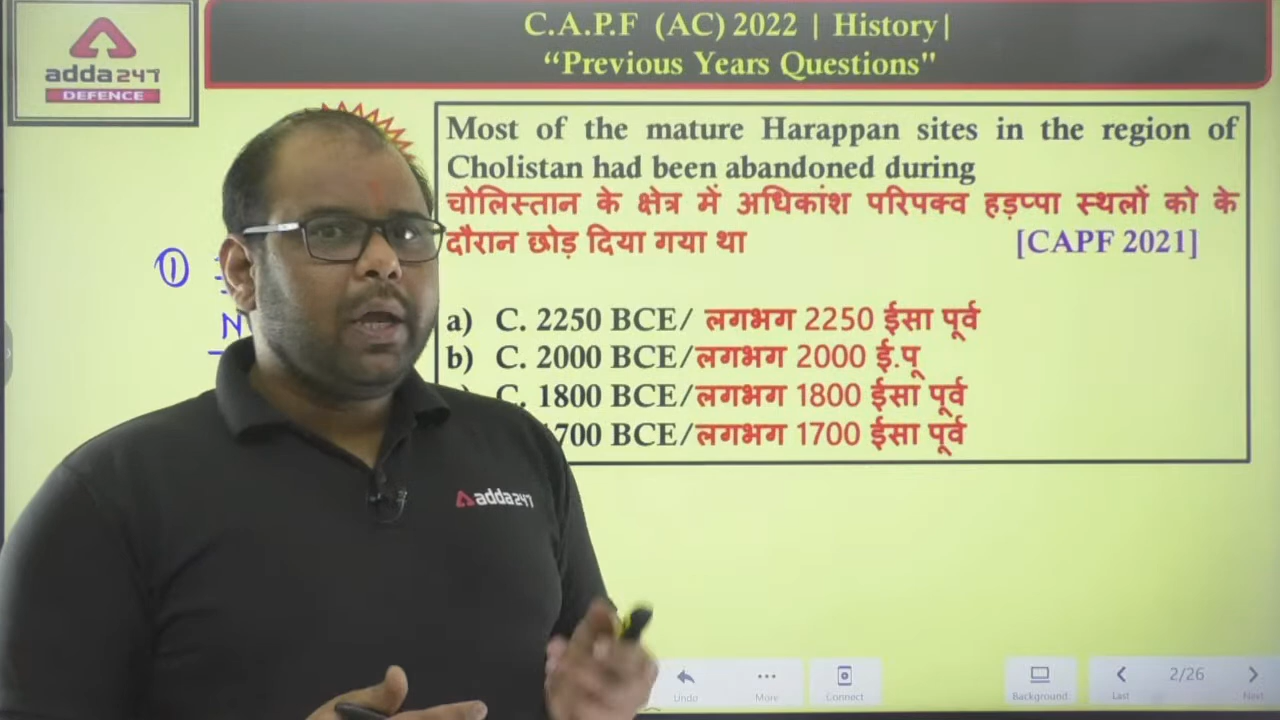 C.A.P.F (AC) 2022 | History|
“Previous Years Questions"
adda247
DEFENCE
Most of the mature Harappan sites in the region of
Cholistan had been abandoned during
चोलिस्तान के क्षेत्र में अधिकांश परिपक्व हड़प्पा स्थलों को के
दौरान छोड़ दिया गया था [CAPF 2021]
a) C. 2250 BCE/ लगभग 2250 ईसा पूर्व
b) C. 2000 BCE/लगभग 2000 ई.पू
C. 1800 BCE/लगभग 1800 ईसा पूर्व
700 BCE/लगभग 1700 ईसा पूर्व
①
N
adda247
Undo
More
Connect
Background
Last
2/26
Next